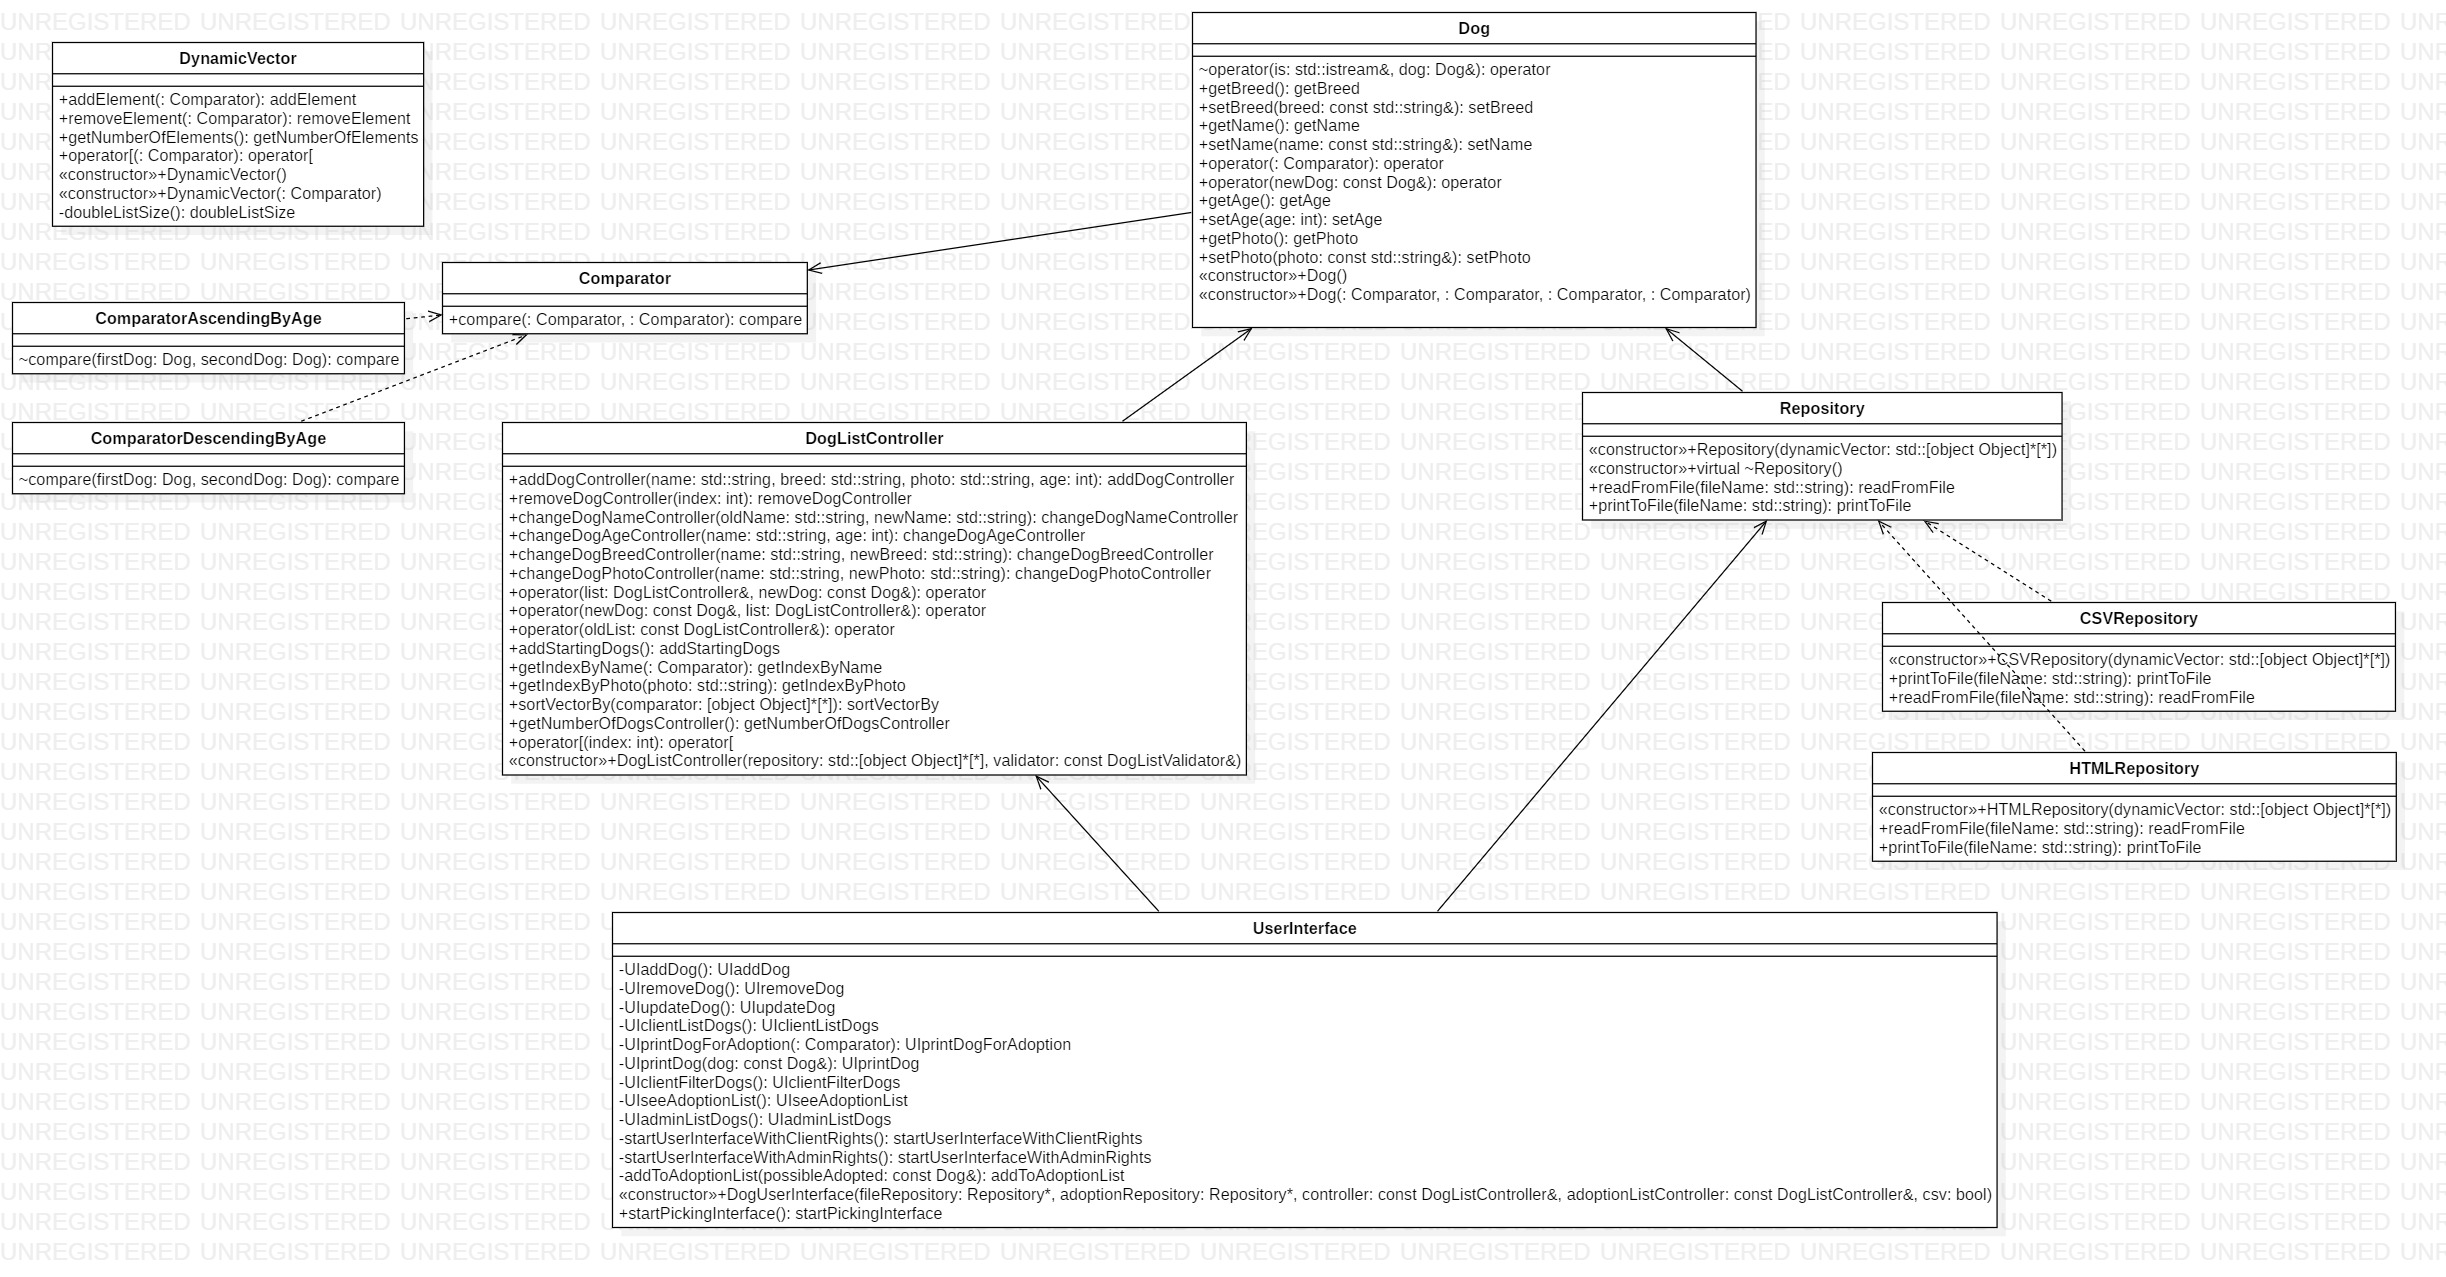 DynamicVector
+addElement(: Comparator): addElement
+removeElement(: Comparator): removeElement
+getNumberOfElements(): getNumberOfElements
+operator[(: Comparator): operator[
«constructor»+DynamicVector()
«constructor»+DynamicVector(: Comparator)
-doubleListSize(): doubleListSize
Dog
~operator(is: std::istream&, dog: Dog&): operator
+getBreed(): getBreed
+setBreed(breed: const std::string&): setBreed
+getName(): getName
+setName(name: const std::string&): setName
+operator(: Comparator): operator
+operator(newDog: const Dog&): operator
+getAge(): getAge
+setAge(age: int): setAge
+getPhoto(): getPhoto
+setPhoto(photo: const std::string&): setPhoto
«constructor»+Dog()
«constructor»+Dog(: Comparator, : Comparator, : Comparator, : Comparator)
Comparator
+compare(: Comparator, : Comparator): compare
ComparatorAscendingByAge
~compare(firstDog: Dog, secondDog: Dog): compare
ComparatorDescendingByAge
~compare(firstDog: Dog, secondDog: Dog): compare
DogListController
+addDogController(name: std::string, breed: std::string, photo: std::string, age: int): addDogController
+removeDogController(index: int): removeDogController
+changeDogNameController(oldName: std::string, newName: std::string): changeDogNameController
+changeDogAgeController(name: std::string, age: int): changeDogAgeController
+changeDogBreedController(name: std::string, newBreed: std::string): changeDogBreedController
+changeDogPhotoController(name: std::string, newPhoto: std::string): changeDogPhotoController
+operator(list: DogListController&, newDog: const Dog&): operator
+operator(newDog: const Dog&, list: DogListController&): operator
+operator(oldList: const DogListController&): operator
+addStartingDogs(): addStartingDogs
+getIndexByName(: Comparator): getIndexByName
+getIndexByPhoto(photo: std::string): getIndexByPhoto
+sortVectorBy(comparator: [object Object]*[*]): sortVectorBy
+getNumberOfDogsController(): getNumberOfDogsController
+operator[(index: int): operator[
«constructor»+DogListController(repository: std::[object Object]*[*], validator: const DogListValidator&)
Repository
«constructor»+Repository(dynamicVector: std::[object Object]*[*])
«constructor»+virtual ~Repository()
+readFromFile(fileName: std::string): readFromFile
+printToFile(fileName: std::string): printToFile
CSVRepository
«constructor»+CSVRepository(dynamicVector: std::[object Object]*[*])
+printToFile(fileName: std::string): printToFile
+readFromFile(fileName: std::string): readFromFile
HTMLRepository
«constructor»+HTMLRepository(dynamicVector: std::[object Object]*[*])
+readFromFile(fileName: std::string): readFromFile
+printToFile(fileName: std::string): printToFile
UserInterface
-UIaddDog(): UIaddDog
-UIremoveDog(): UIremoveDog
-UIupdateDog(): UIupdateDog
-UIclientListDogs(): UIclientListDogs
-UIprintDogForAdoption(: Comparator): UIprintDogForAdoption
-UIprintDog(dog: const Dog&): UIprintDog
-UIclientFilterDogs(): UIclientFilterDogs
-UIseeAdoptionList(): UIseeAdoptionList
-UIadminListDogs(): UIadminListDogs
-startUserInterfaceWithClientRights(): startUserInterfaceWithClientRights
-startUserInterfaceWithAdminRights(): startUserInterfaceWithAdminRights
-addToAdoptionList(possibleAdopted: const Dog&): addToAdoptionList
«constructor»+DogUserInterface(fileRepository: Repository*, adoptionRepository: Repository*, controller: const DogListController&, adoptionListController: const DogListController&, csv: bool)
+startPickingInterface(): startPickingInterface
UNREGISTERED